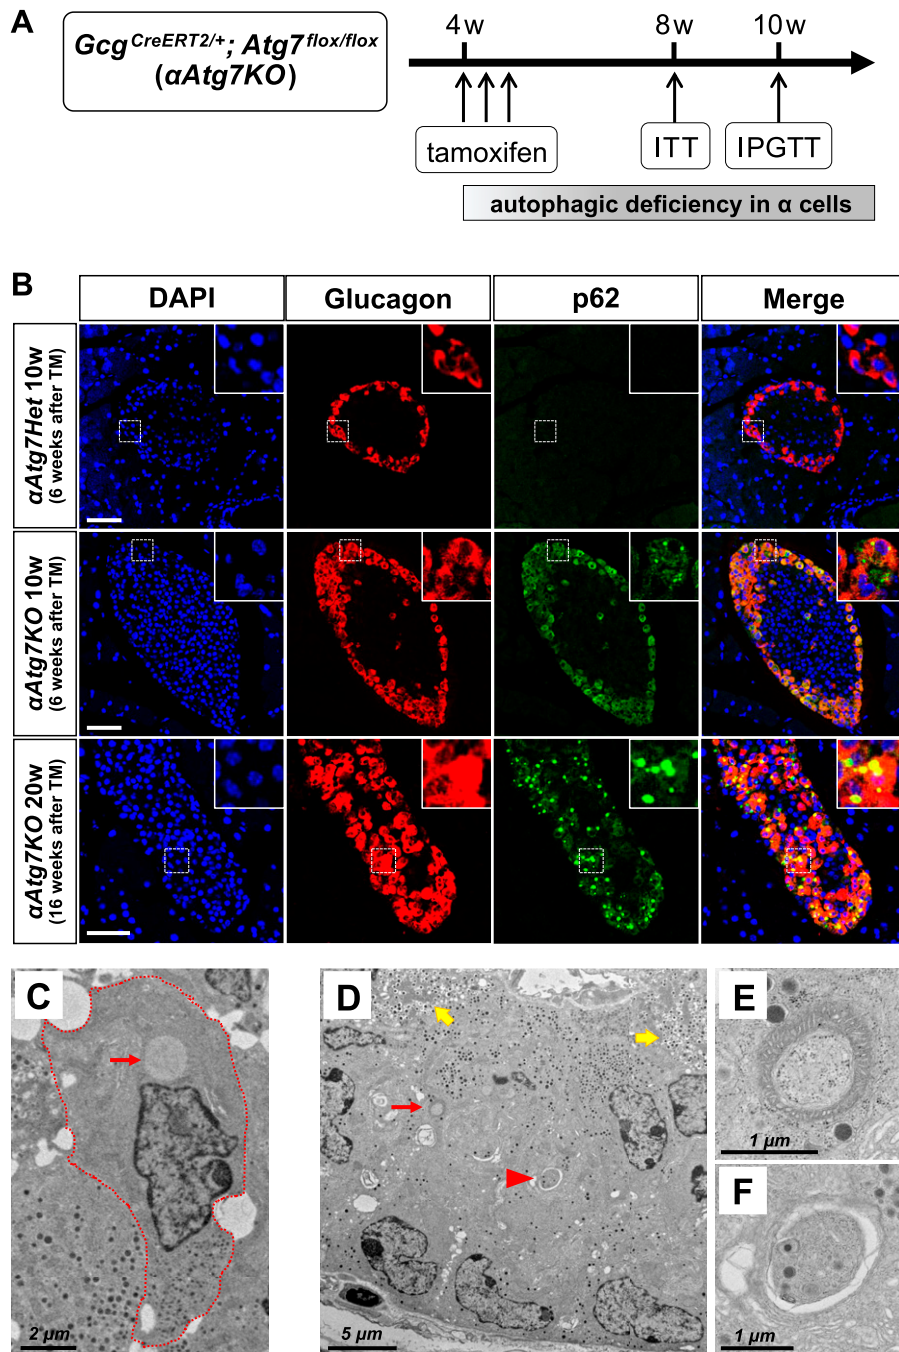 A
Gcg CreERT2/+; Atg7 flox/flox
(αAtg7KO)
4w
8w
10w
tamoxifen
ITT
IPGTT
autophagic deficiency in α cells
B
DAPI
Glucagon
p62
Merge
αAtg7Het 10w
(6 weeks after TM)
αAtg7KO 10w
(6 weeks after TM)
αAtg7KO 20w
(16 weeks after TM)
C
2 μm
D
5 μm
E
1 μm
F
1 μm